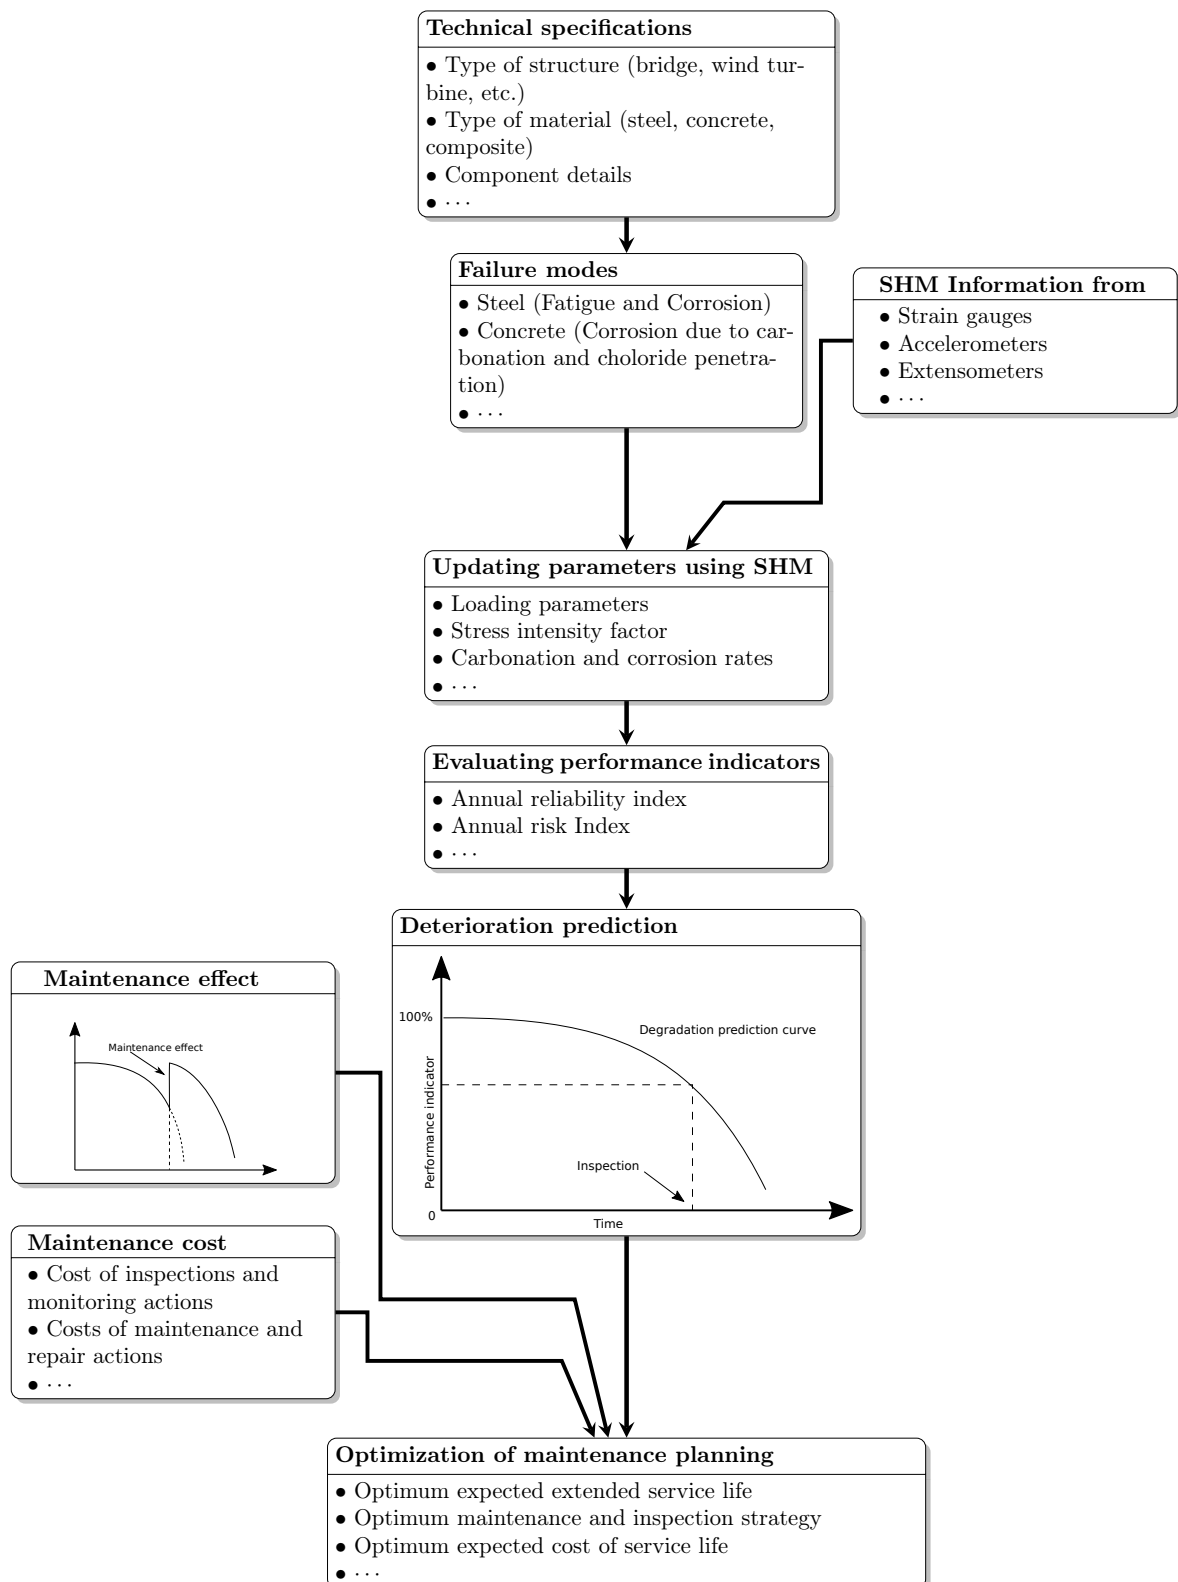 Technical specifications
• Type of structure (bridge, wind tur-
bine, etc.)
• Type of material (steel, concrete,
composite)
• Component details
• · · ·
Failure modes
• Steel (Fatigue and Corrosion)
• Concrete (Corrosion due to car-
bonation and choloride penetra-
tion)
• · · ·
SHM Information from
• Strain gauges
• Accelerometers
• Extensometers
• · · ·
Updating parameters using SHM
• Loading parameters
• Stress intensity factor
• Carbonation and corrosion rates
• · · ·
Evaluating performance indicators
• Annual reliability index
• Annual risk Index
• · · ·
Deterioration prediction
100%
Degradation prediction curve
Performance indicator
Inspection
0
Time
Maintenance effect
Maintenance effect
Maintenance cost
• Cost of inspections and
monitoring actions
• Costs of maintenance and
repair actions
• · · ·
Optimization of maintenance planning
• Optimum expected extended service life
• Optimum maintenance and inspection strategy
• Optimum expected cost of service life
• · · ·